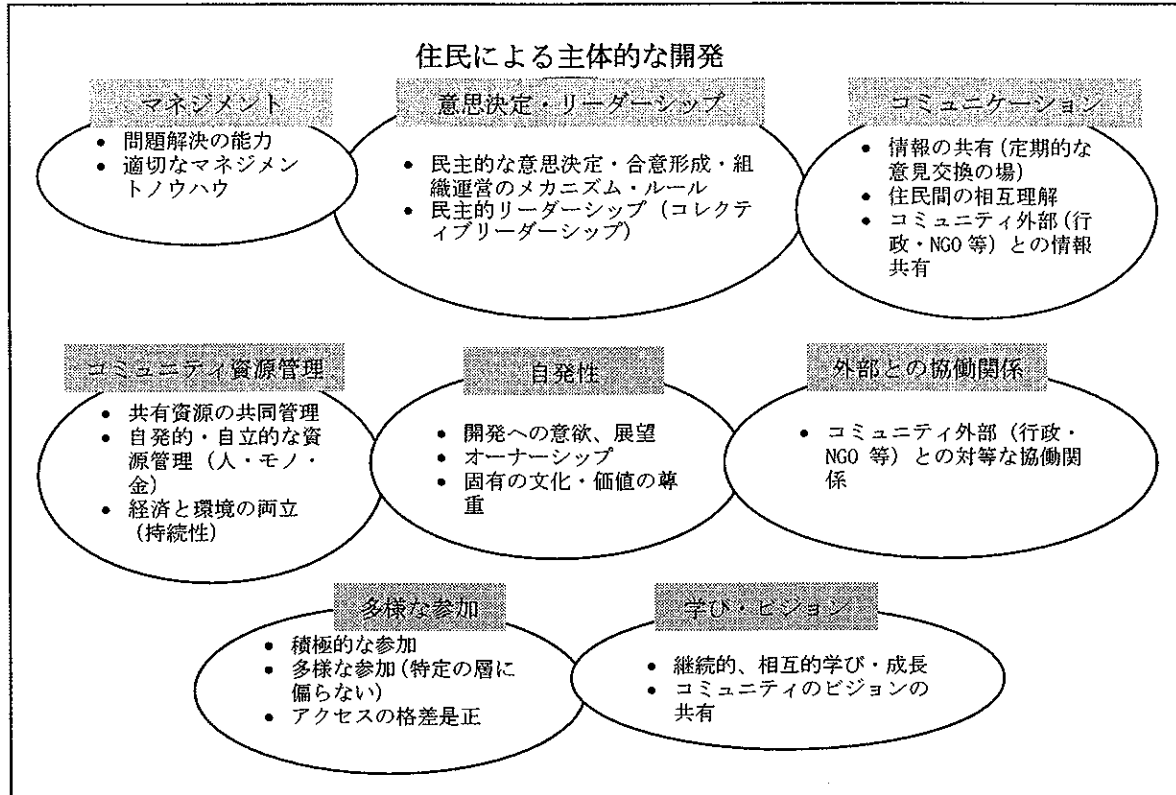 住民による主体的な開発
マネジメント
• 問題解決の能力
• 適切なマネジメン
トノウハウ
意思決定・リーダーシップ
• 民主的な意思決定・合意形成・組
織運営のメカニズム・ルール
• 民主的リーダーシップ（コレクテ
ィブリーダーシップ）
コミュニケーション
• 情報の共有（定期的な
意見交換の場）
• 住民間の相互理解
• コミュニティ外部（行
政・NGO 等）との情報
共有
コミュニティ資源管理
• 共有資源の共同管理
• 自発的・自立的な資
源管理（人・モノ・
金）
• 経済と環境の両立
（持続性）
自発性
• 開発への意欲、展望
• オーナーシップ
• 固有の文化・価値の尊
重
外部との協働関係
• コミュニティ外部（行政・
NGO 等）との対等な協働関
係
多様な参加
• 積極的な参加
• 多様な参加（特定の層に
偏らない）
• アクセスの格差是正
学び・ビジョン
• 継続的、相互的学び・成長
• コミュニティのビジョンの
共有